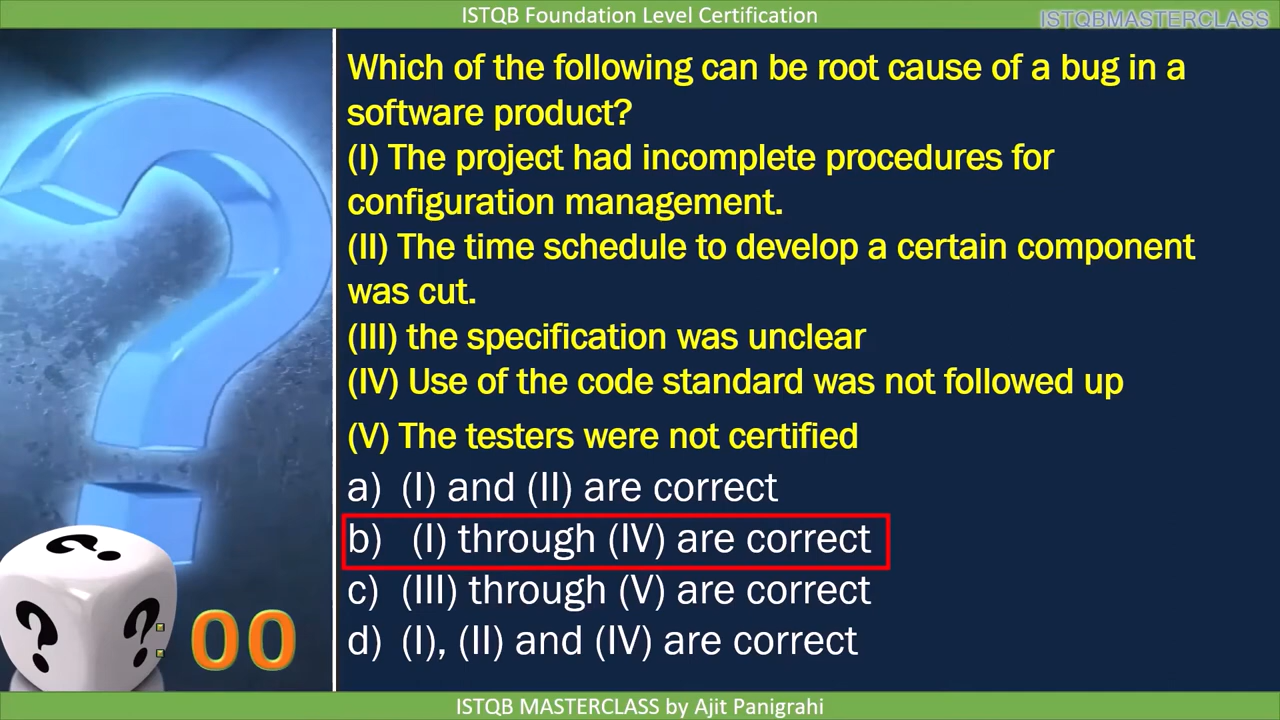 ISTQB Foundation Level Certification
ISTQBMASTERCLASS
Which of the following can be root cause of a bug in a
software product?
(I) The project had incomplete procedures for
configuration management.
(II) The time schedule to develop a certain component
was cut.
(III) the specification was unclear
(IV) Use of the code standard was not followed up
(V) The testers were not certified
a) (I) and (II) are correct
b) (I) through (IV) are correct
c) (III) through (V) are correct
d) (I), (II) and (IV) are correct
? ? ?
: 00
ISTQB MASTERCLASS by Ajit Panigrahi